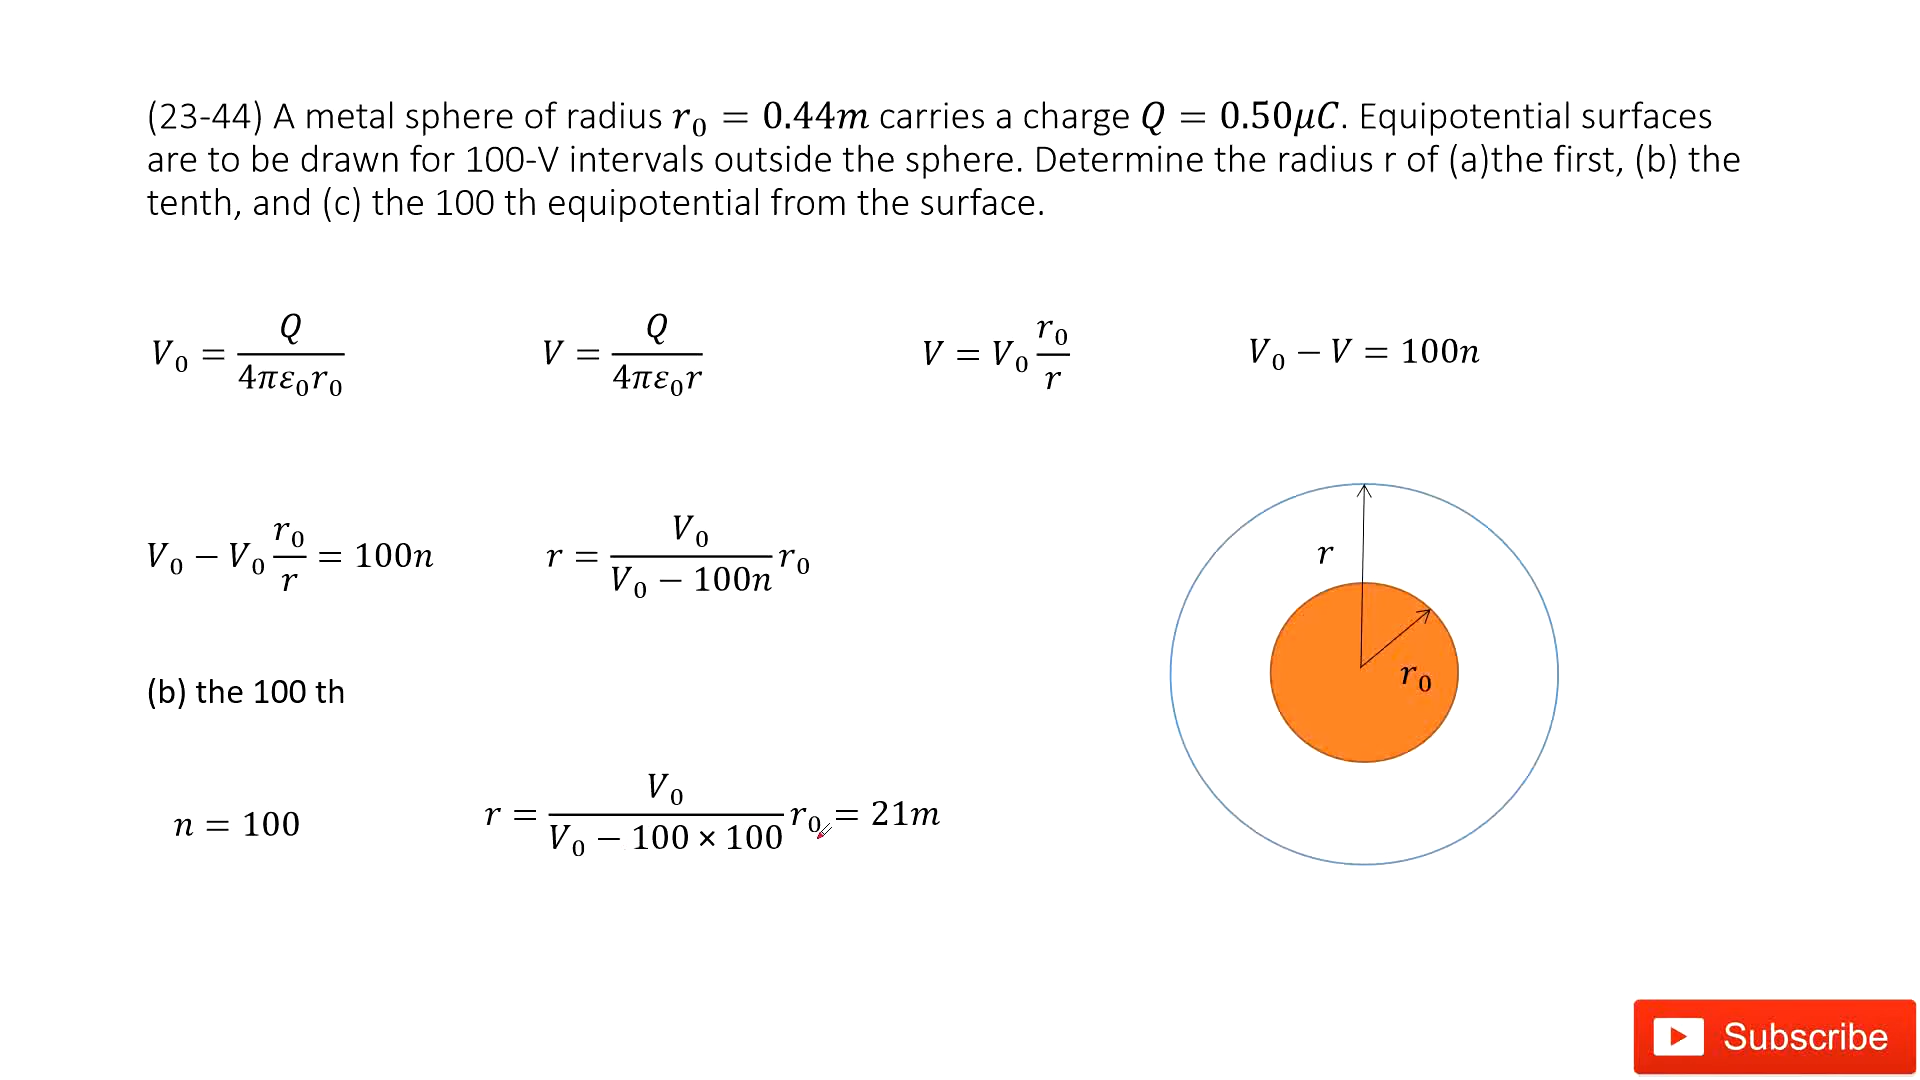 (23-44) A metal sphere of radius r₀ = 0.44m carries a charge Q = 0.50μC. Equipotential surfaces
are to be drawn for 100-V intervals outside the sphere. Determine the radius r of (a)the first, (b) the
tenth, and (c) the 100 th equipotential from the surface.
V₀ = Q / 4πε₀r₀    V = Q / 4πε₀r    V = V₀ r₀ / r    V₀ − V = 100n
V₀ − V₀ r₀ / r = 100n    r = V₀ / (V₀ − 100n) r₀
r
r₀
(b) the 100 th
n = 100    r = V₀ / (V₀ − 100 × 100) r₀ = 21m
Subscribe